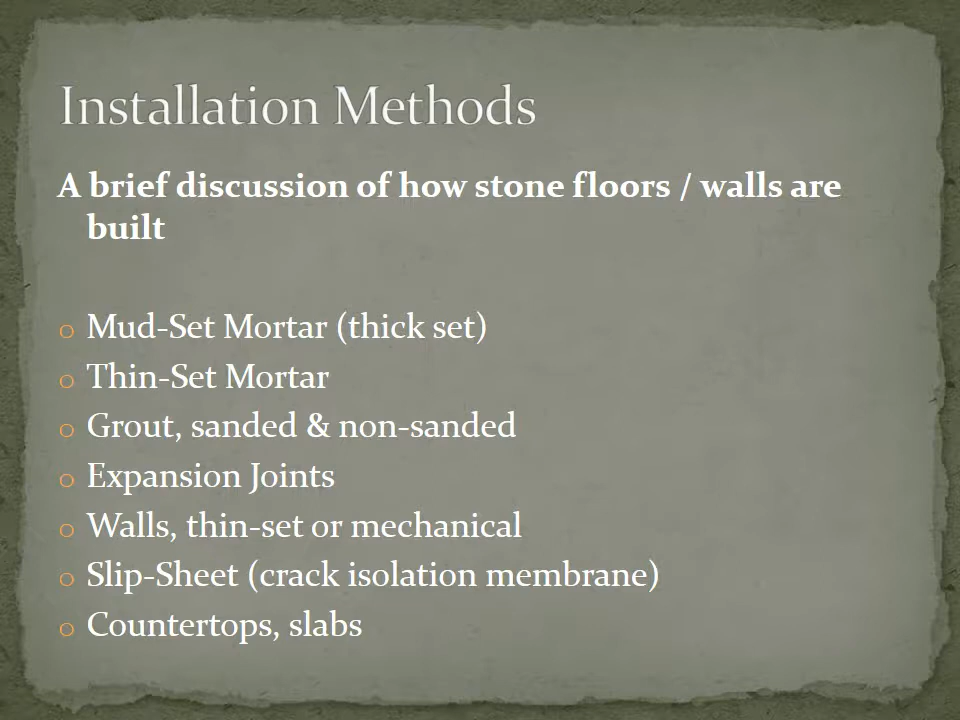 Installation Methods
A brief discussion of how stone floors / walls are
built
o Mud-Set Mortar (thick set)
o Thin-Set Mortar
o Grout, sanded & non-sanded
o Expansion Joints
o Walls, thin-set or mechanical
o Slip-Sheet (crack isolation membrane)
o Countertops, slabs